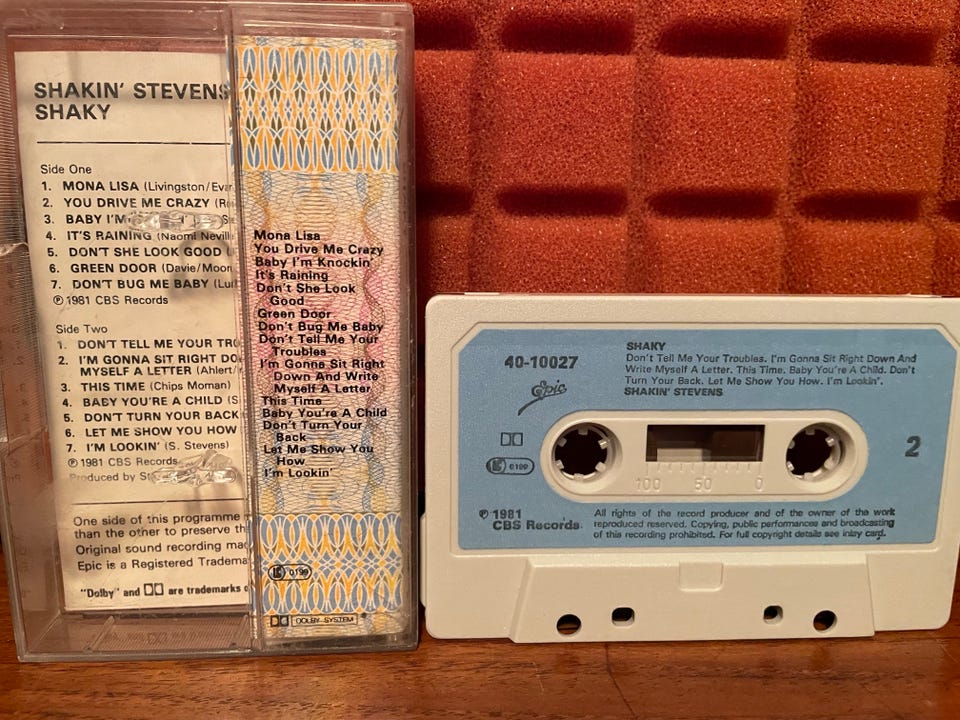 SHAKIN' STEVENS
SHAKY
Side One
1. MONA LISA (Livingston/Evan
2. YOU DRIVE ME CRAZY
3. BABY I'M
4. IT'S RAINING (Naomi Nevill
5. DON'T SHE LOOK GOOD
6. GREEN DOOR (Davie/Moor
7. DON'T BUG ME BABY
℗ 1981 CBS Records
Side Two
1. DON'T TELL ME YOUR TRO
2. I'M GONNA SIT RIGHT DO
MYSELF A LETTER (Ahlert/
3. THIS TIME (Chips Moman)
4. BABY YOU'RE A CHILD (S
5. DON'T TURN YOUR BACK
6. LET ME SHOW YOU HOW
7. I'M LOOKIN' (S. Stevens)
℗ 1981 CBS Records
Produced by
One side of this programme
than the other to preserve th
Original sound recording mad
Epic is a Registered Tradema
"Dolby" and are trademarks
Mona Lisa
You Drive Me Crazy
Baby I'm Knockin'
It's Raining
Don't She Look
Good
Green Door
Don't Bug Me Baby
Don't Tell Me Your
Troubles
I'm Gonna Sit Right
Down And Write
Myself A Letter
This Time
Baby You're A Child
Don't Turn Your
Back
Let Me Show You
How
I'm Lookin'
0199
DOLBY SYSTEM
SHAKY
40-10027
Don't Tell Me Your Troubles. I'm Gonna Sit Right Down And
Write Myself A Letter. This Time. Baby You're A Child. Don't
Turn Your Back. Let Me Show You How. I'm Lookin'.
SHAKIN' STEVENS
Epic
2
0199
100 50 0
℗ 1981
CBS Records
All rights of the record producer and of the owner of the work
reproduced reserved. Copying, public performances and broadcasting
of this recording prohibited. For full copyright details see inlay card.